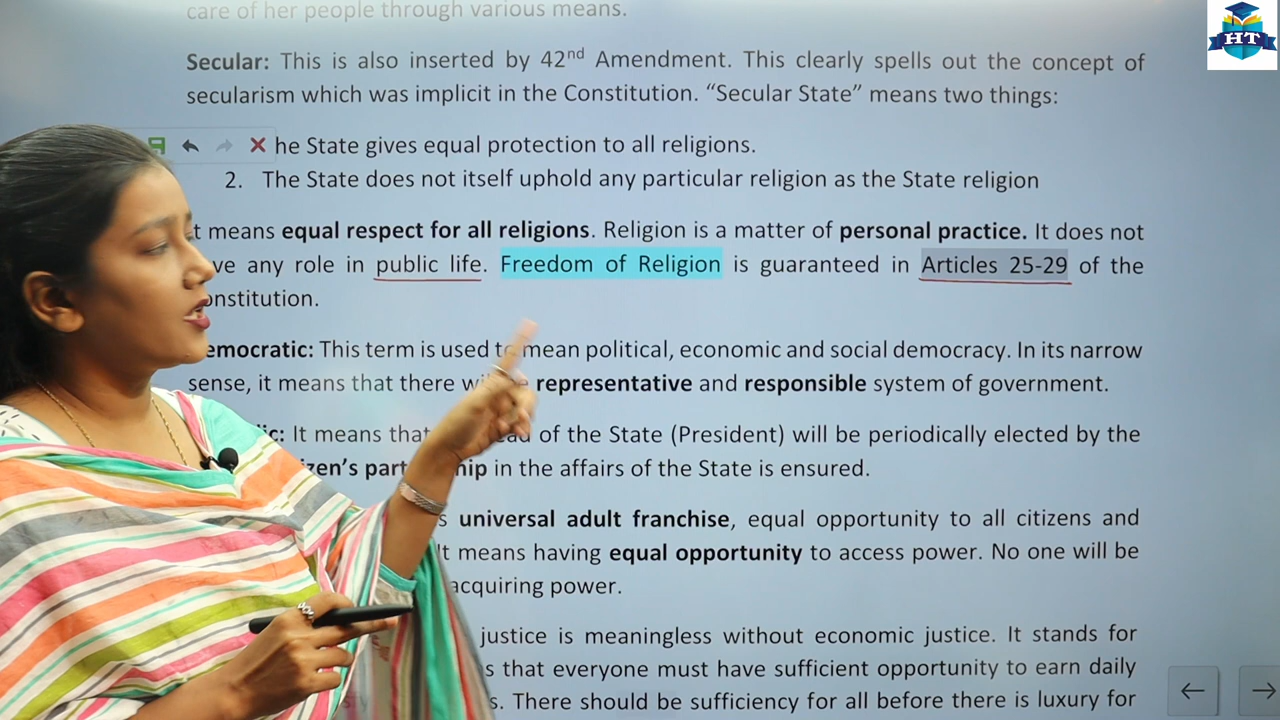 care of her people through various means.
Secular: This is also inserted by 42nd Amendment. This clearly spells out the concept of
secularism which was implicit in the Constitution. “Secular State” means two things:
he State gives equal protection to all religions.
2. The State does not itself uphold any particular religion as the State religion
t means equal respect for all religions. Religion is a matter of personal practice. It does not
ve any role in public life. Freedom of Religion is guaranteed in Articles 25-29 of the
onstitution.
emocratic: This term is used to mean political, economic and social democracy. In its narrow
sense, it means that there representative and responsible system of government.
ic: It means that of the State (President) will be periodically elected by the
zen’s part ip in the affairs of the State is ensured.
s universal adult franchise, equal opportunity to all citizens and
t means having equal opportunity to access power. No one will be
acquiring power.
justice is meaningless without economic justice. It stands for
s that everyone must have sufficient opportunity to earn daily
s. There should be sufficiency for all before there is luxury for
HT